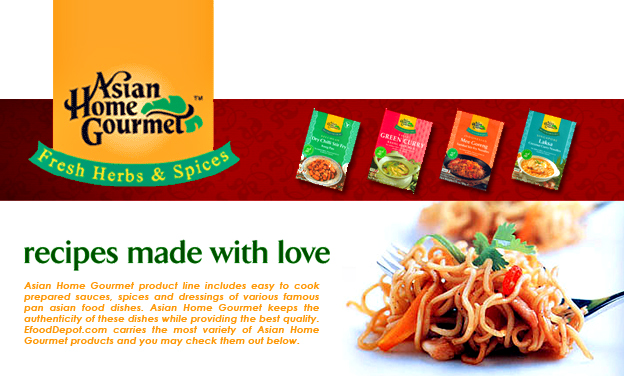 Asian
Home
Gourmet™
Fresh Herbs & Spices
GREEN CURRY
Mee Goreng
Laksa
recipes made with love
Asian Home Gourmet product line includes easy to cook
prepared sauces, spices and dressings of various famous
pan asian food dishes. Asian Home Gourmet keeps the
authenticity of these dishes while providing the best quality.
EfoodDepot.com carries the most variety of Asian Home
Gourmet products and you may check them out below.